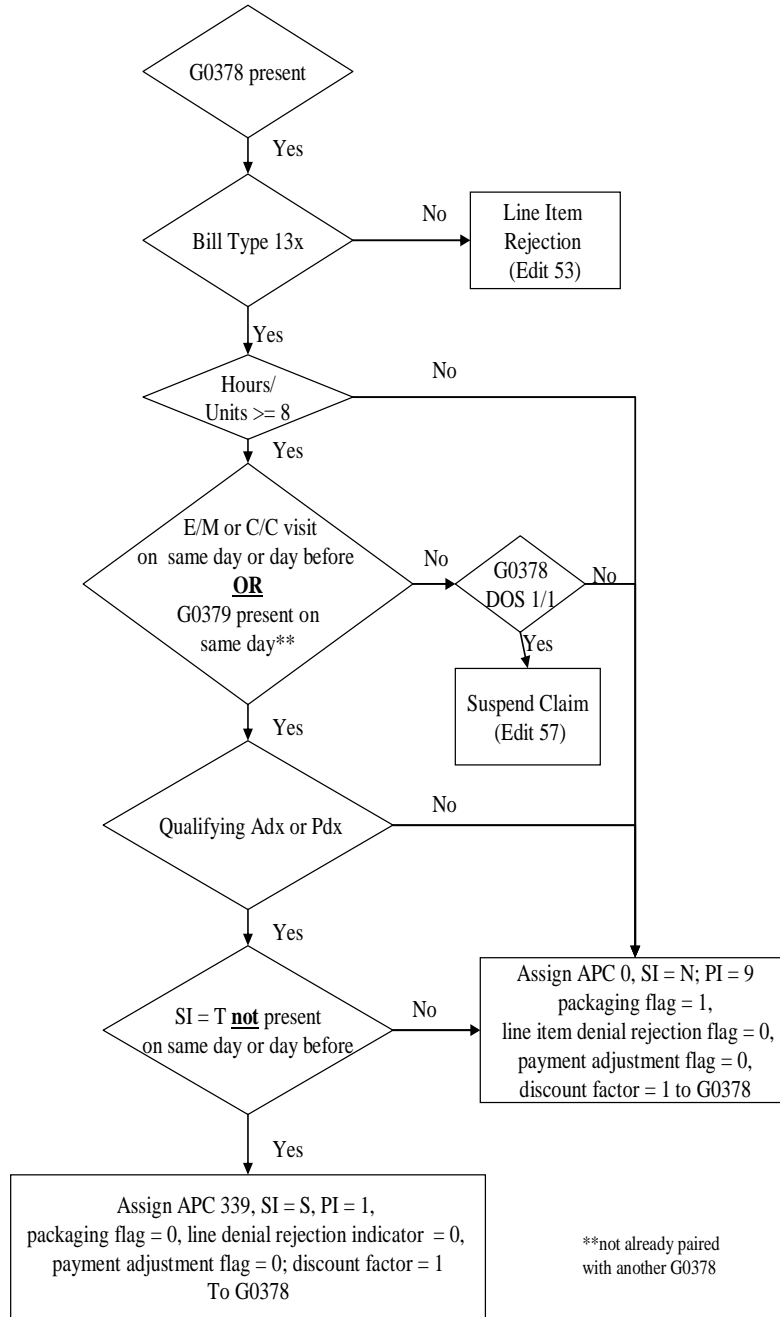 G0378 present
Yes
Bill Type 13x
No
Line Item
Rejection
(Edit 53)
Yes
Hours/
Units >= 8
No
Yes
E/M or C/C visit
on same day or day before
OR
G0379 present on
same day**
No
G0378
DOS 1/1
No
Yes
Suspend Claim
(Edit 57)
Yes
Qualifying Adx or Pdx
No
Yes
SI = T not present
on same day or day before
No
Assign APC 0, SI = N; PI = 9
packaging flag = 1,
line item denial rejection flag = 0,
payment adjustment flag = 0,
discount factor = 1 to G0378
Yes
Assign APC 339, SI = S, PI = 1,
packaging flag = 0, line denial rejection indicator = 0,
payment adjustment flag = 0; discount factor = 1
To G0378
**not already paired
with another G0378